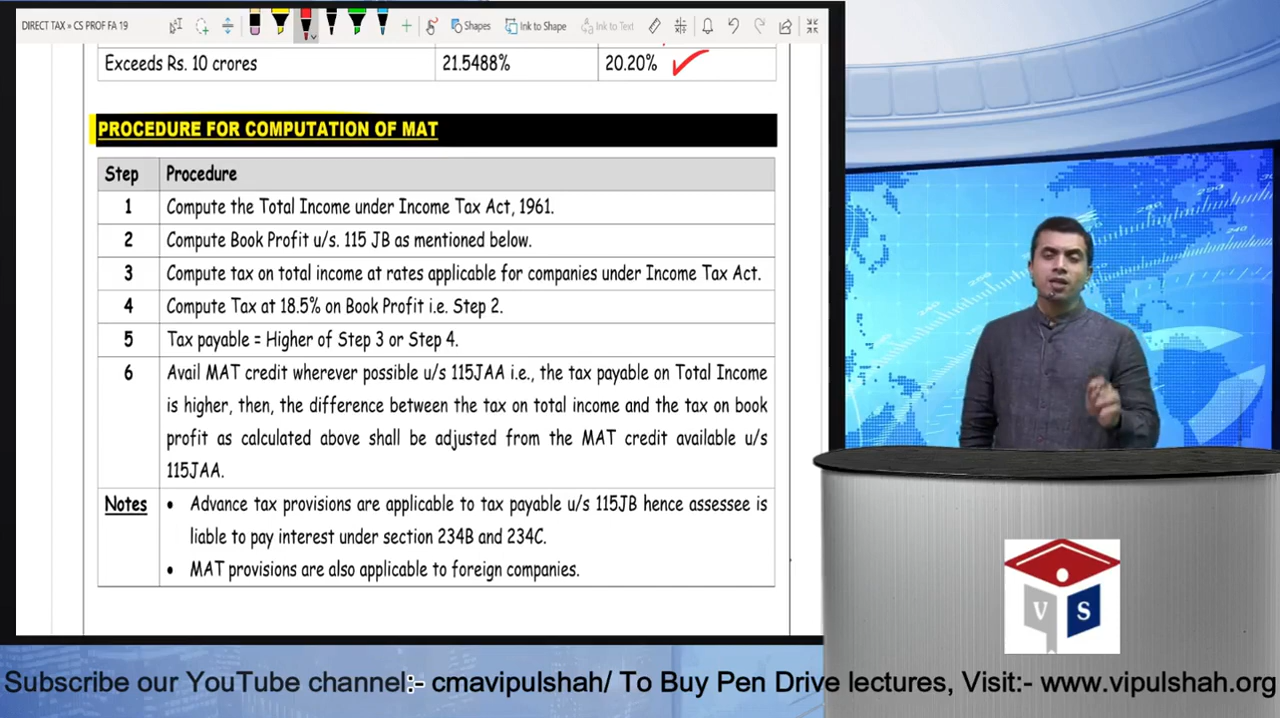 DIRECT TAX > CS PROF FA 19
Shapes
Ink to Shape
Ink to Text
Exceeds Rs. 10 crores 21.5488% 20.20%
PROCEDURE FOR COMPUTATION OF MAT
Step Procedure
1 Compute the Total Income under Income Tax Act, 1961.
2 Compute Book Profit u/s. 115 JB as mentioned below.
3 Compute tax on total income at rates applicable for companies under Income Tax Act.
4 Compute Tax at 18.5% on Book Profit i.e. Step 2.
5 Tax payable = Higher of Step 3 or Step 4.
6 Avail MAT credit wherever possible u/s 115JAA i.e., the tax payable on Total Income
is higher, then, the difference between the tax on total income and the tax on book
profit as calculated above shall be adjusted from the MAT credit available u/s
115JAA.
Notes • Advance tax provisions are applicable to tax payable u/s 115JB hence assessee is
liable to pay interest under section 234B and 234C.
• MAT provisions are also applicable to foreign companies.
V S
Subscribe our YouTube channel:- cmavipulshah/ To Buy Pen Drive lectures, Visit:- www.vipulshah.org